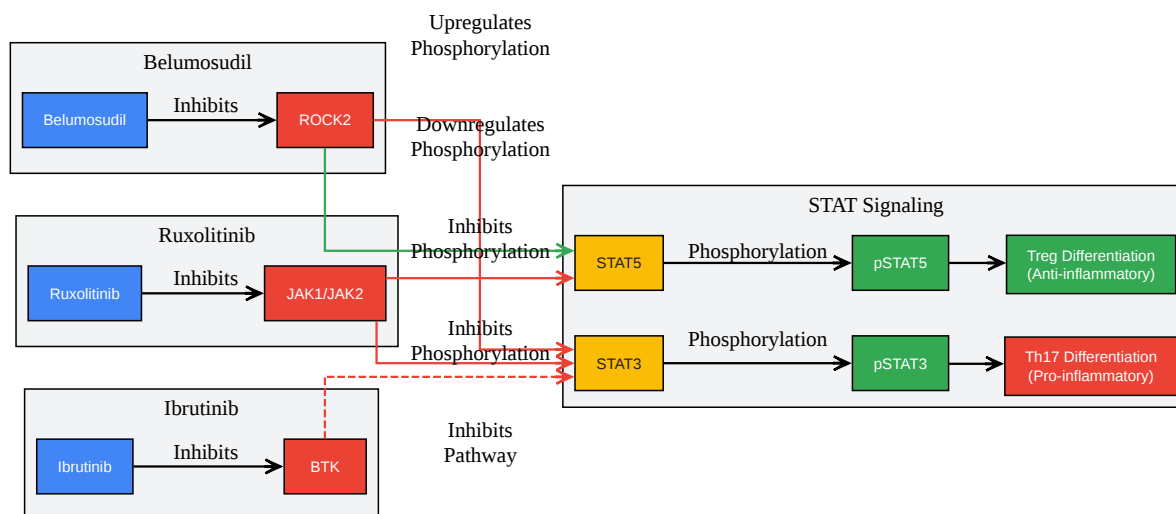 Upregulates
Phosphorylation
Belumosudil
Belumosudil
Inhibits
ROCK2
Downregulates
Phosphorylation
Ruxolitinib
Ruxolitinib
Inhibits
JAK1/JAK2
Inhibits
Phosphorylation
Inhibits
Phosphorylation
Ibrutinib
Ibrutinib
Inhibits
BTK
Inhibits
Pathway
STAT Signaling
STAT5
Phosphorylation
pSTAT5
Treg Differentiation
(Anti-inflammatory)
STAT3
Phosphorylation
pSTAT3
Th17 Differentiation
(Pro-inflammatory)